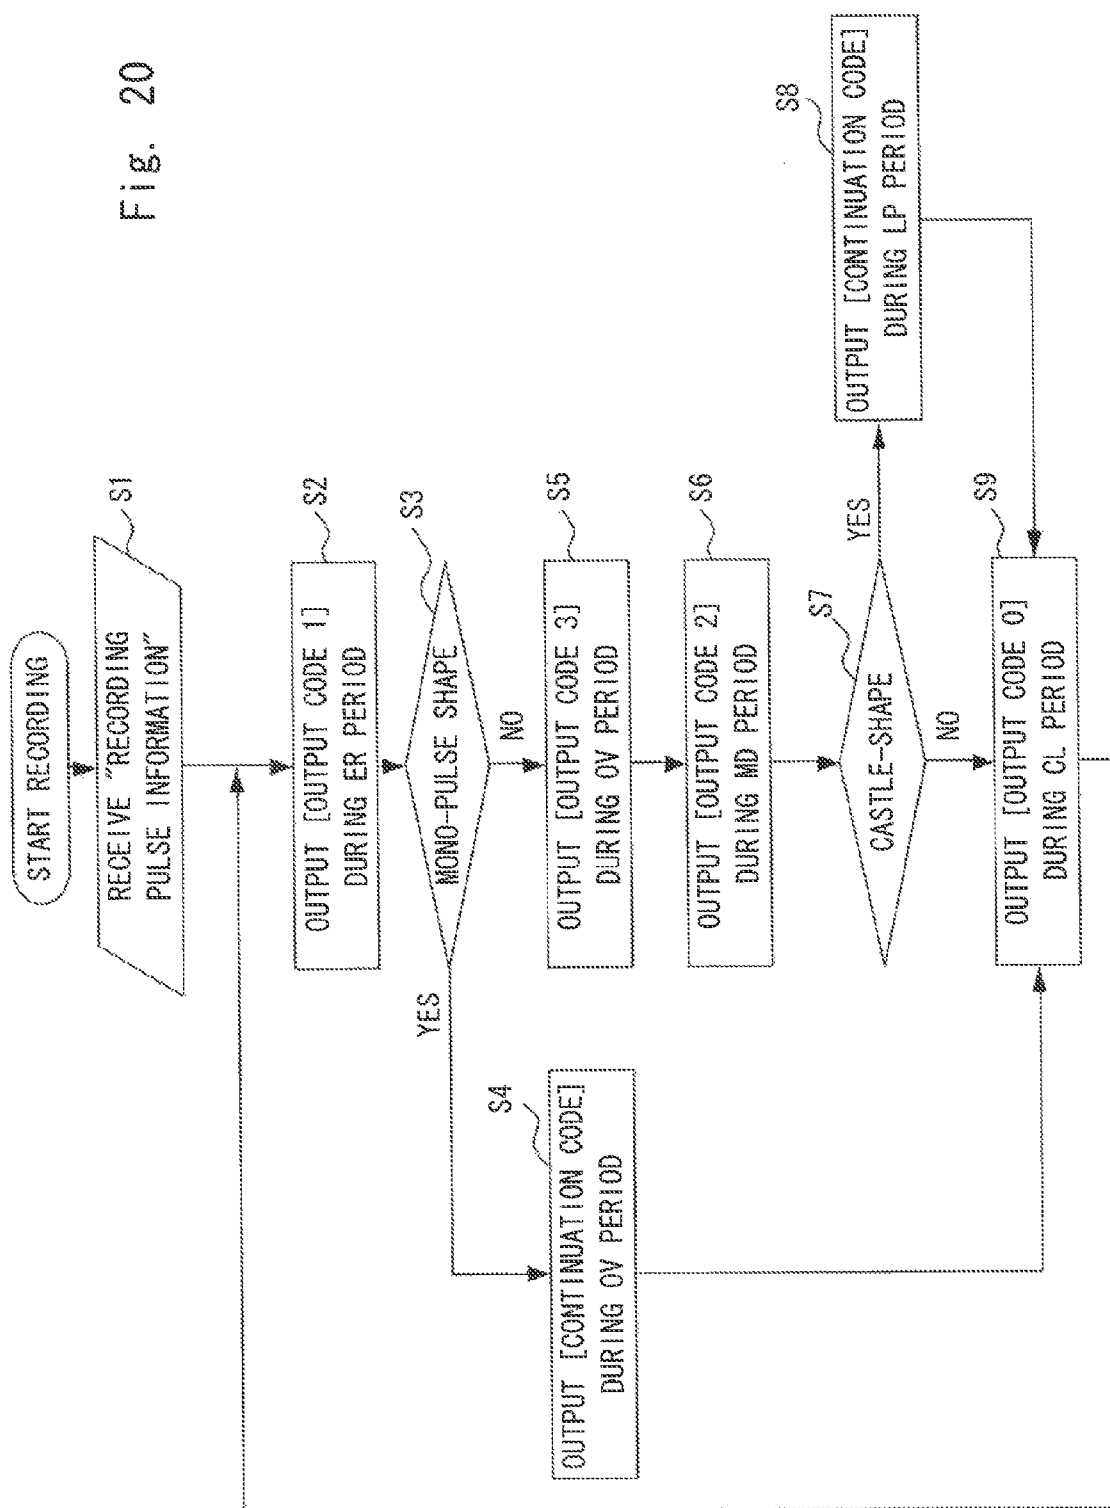 Fig. 20
START RECORDING
RECEIVE "RECORDING
PULSE INFORMATION"
S1
OUTPUT [OUTPUT CODE 1]
DURING ER PERIOD
S2
MONO-PULSE SHAPE
S3
YES
NO
OUTPUT [CONTINUATION CODE]
DURING OV PERIOD
S4
OUTPUT [OUTPUT CODE 3]
DURING OV PERIOD
S5
OUTPUT [OUTPUT CODE 2]
DURING MD PERIOD
S6
CASTLE-SHAPE
S7
YES
NO
OUTPUT [CONTINUATION CODE]
DURING LP PERIOD
S8
OUTPUT [OUTPUT CODE 0]
DURING CL PERIOD
S9